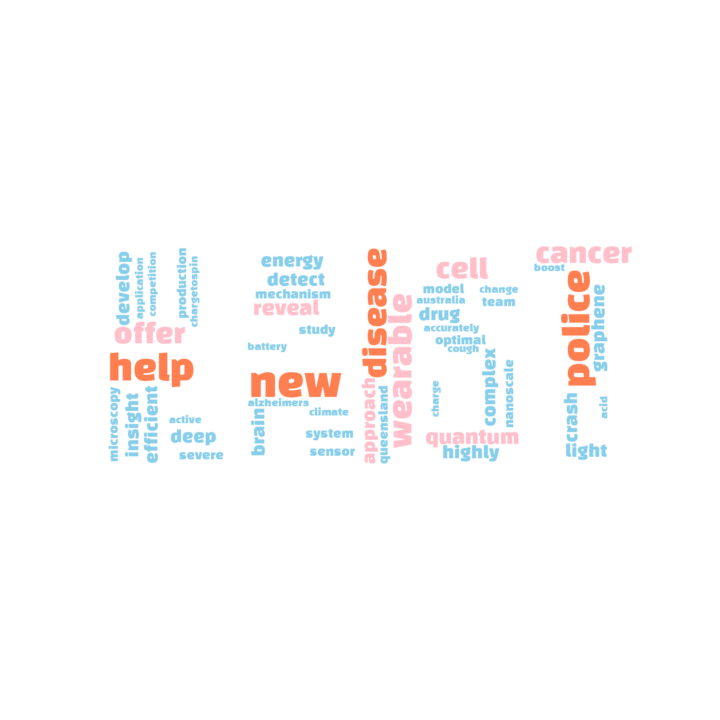 develop
application
competition
production
chargetospin
offer
help
microscopy
insight
efficient
active
deep
severe
energy
detect
mechanism
reveal
study
battery
new
alzheimers
climate
brain
system
sensor
disease
wearable
approach
queensland
cell
model
change
australia
team
drug
accurately
optimal
cough
charge
complex
nanoscale
quantum
highly
cancer
boost
police
graphene
crash
acid
light